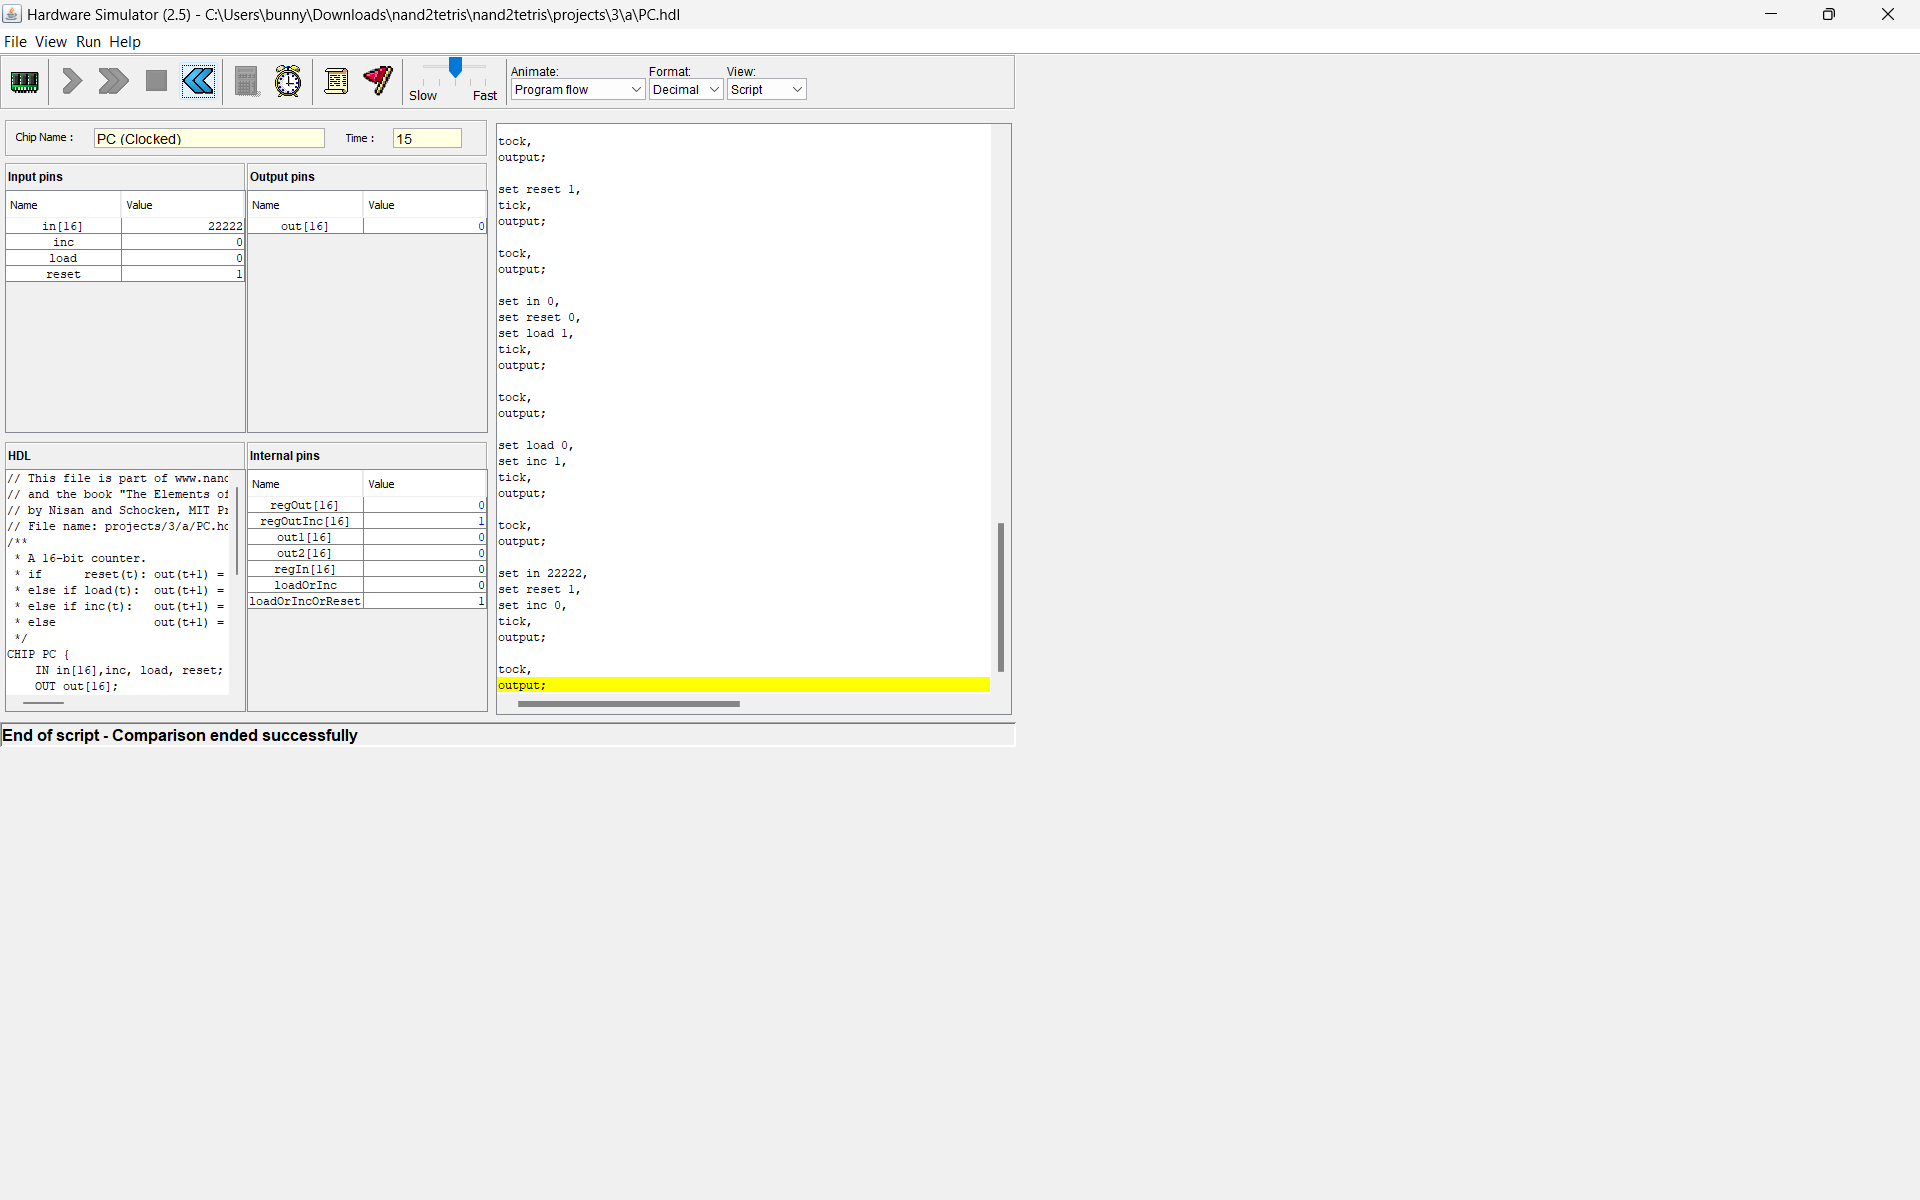 Hardware Simulator (2.5) - C:\Users\bunny\Downloads\nand2tetris\nand2tetris\projects\3\a\PC.hdl
File View Run Help
Slow Fast
Animate: Format: View:
Program flow Decimal Script
Chip Name : PC (Clocked) Time : 15
Input pins
Name Value
in[16] 22222
inc 0
load 0
reset 1
Output pins
Name Value
out[16] 0
HDL
// This file is part of www.nand
// and the book "The Elements of
// by Nisan and Schocken, MIT Pr
// File name: projects/3/a/PC.hd
/**
* A 16-bit counter.
* if reset(t): out(t+1) =
* else if load(t): out(t+1) =
* else if inc(t): out(t+1) =
* else out(t+1) =
*/
CHIP PC {
IN in[16],inc, load, reset;
OUT out[16];
Internal pins
Name Value
regOut[16] 0
regOutInc[16] 1
out1[16] 0
out2[16] 0
regIn[16] 0
loadOrInc 0
loadOrIncOrReset 1
tock,
output;
set reset 1,
tick,
output;
tock,
output;
set in 0,
set reset 0,
set load 1,
tick,
output;
tock,
output;
set load 0,
set inc 1,
tick,
output;
tock,
output;
set in 22222,
set reset 1,
set inc 0,
tick,
output;
tock,
output;
End of script - Comparison ended successfully